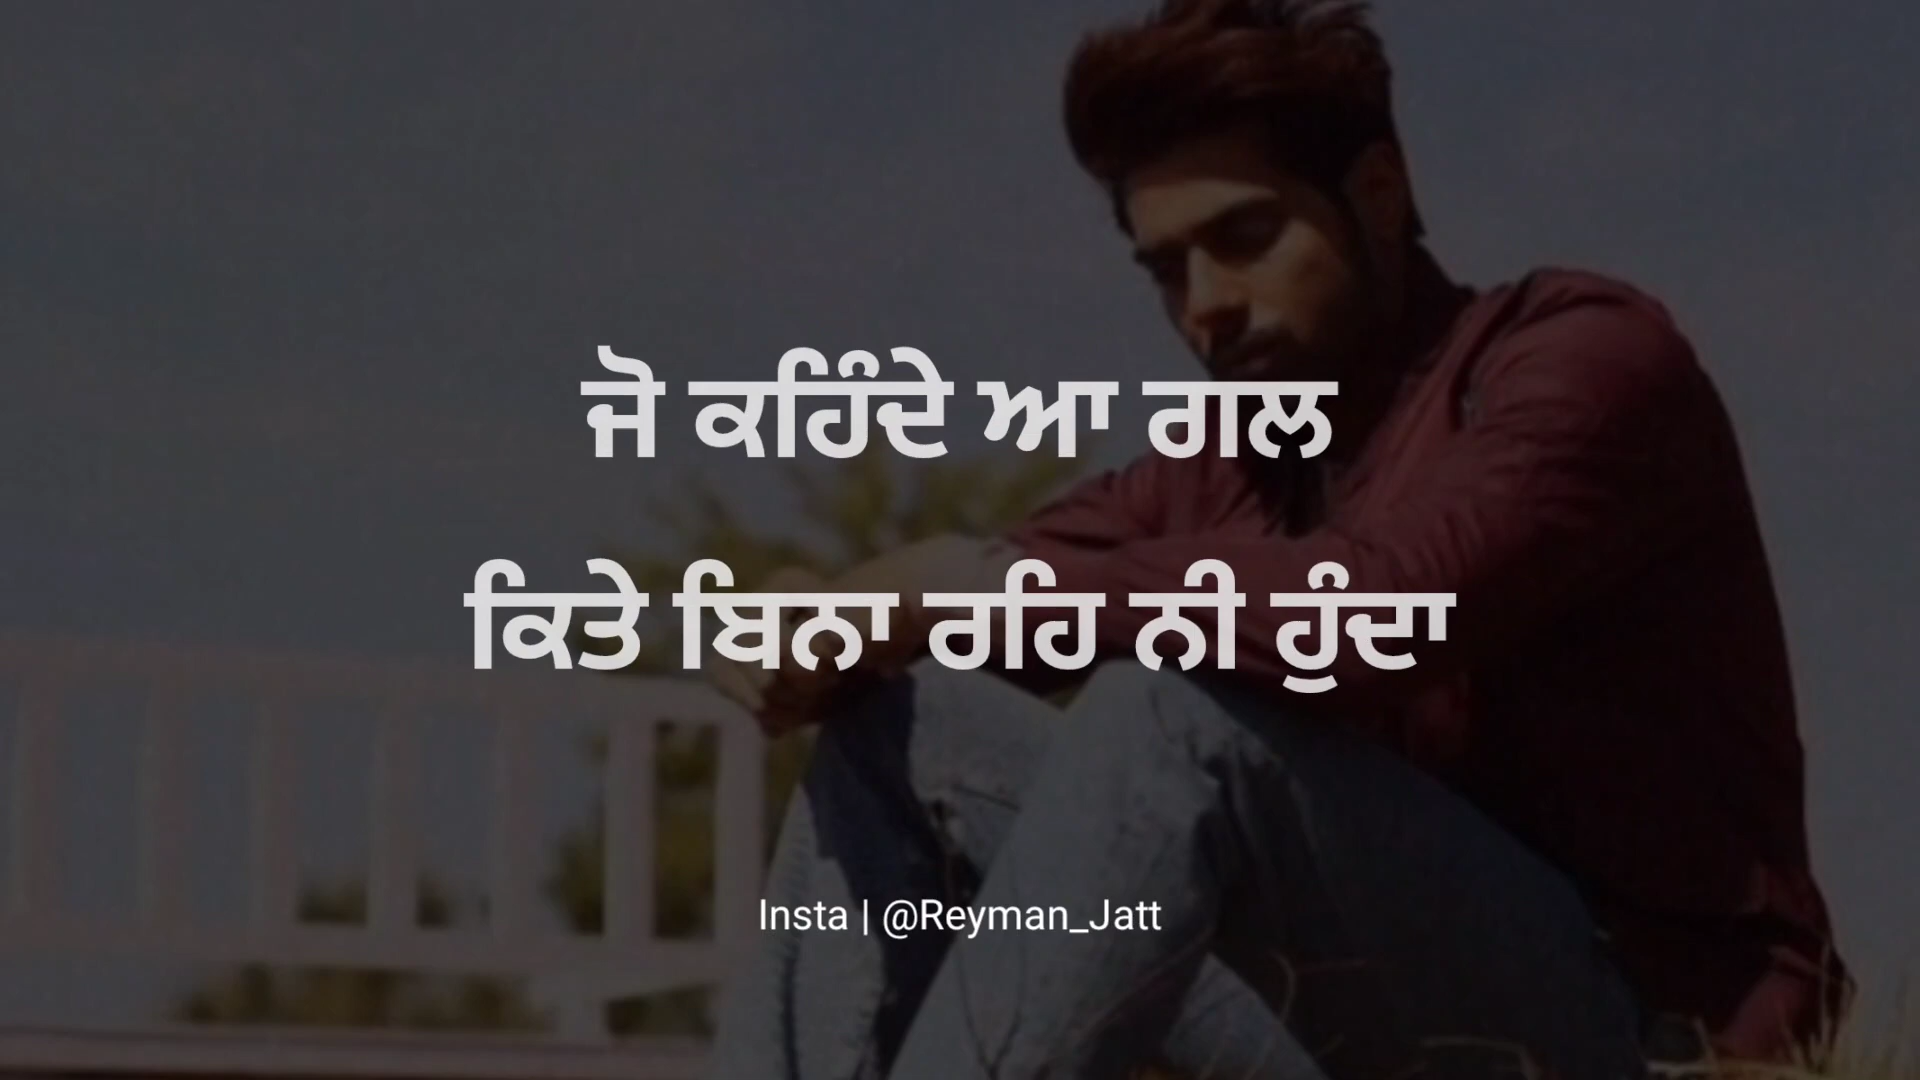 ਜੋ ਕਹਿੰਦੇ ਆ ਗਲ
ਕਿਤੇ ਬਿਨਾ ਰਹਿ ਨੀ ਹੁੰਦਾ
Insta | @Reyman_Jatt